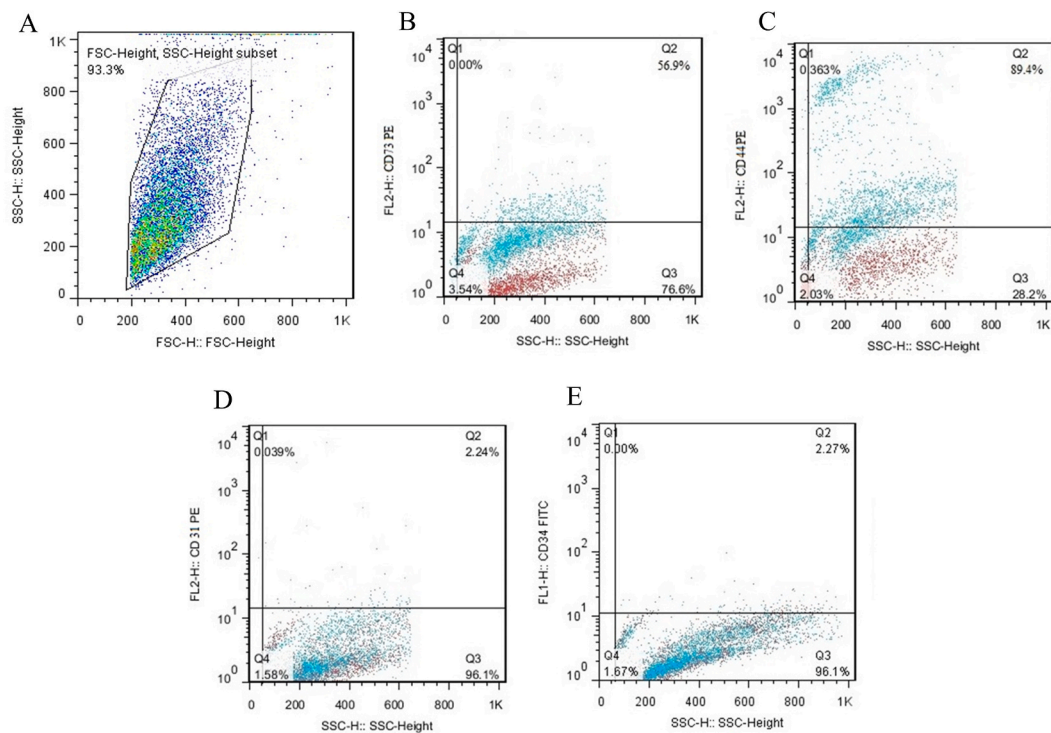 A
1K
FSC-Height, SSC-Height subset
93.3%
800
600
400
200
0
SSC-H:: SSC-Height
0 200 400 600 800 1K
FSC-H:: FSC-Height
B
10^4
10^3
10^2
10^1
10^0
FL2-H:: CD73 PE
Q1
0.00%
Q2
56.9%
Q4
3.54%
Q3
76.6%
0 200 400 600 800 1K
SSC-H:: SSC-Height
C
10^4
10^3
10^2
10^1
10^0
FL2-H:: CD44PE
Q1
0.363%
Q2
89.4%
Q4
2.03%
Q3
28.2%
0 200 400 600 800 1K
SSC-H:: SSC-Height
D
10^4
10^3
10^2
10^1
10^0
FL2-H:: CD31 PE
Q1
0.039%
Q2
2.24%
Q4
1.58%
Q3
96.1%
0 200 400 600 800 1K
SSC-H:: SSC-Height
E
10^4
10^3
10^2
10^1
10^0
FL1-H:: CD34 FITC
Q1
0.00%
Q2
2.27%
Q4
1.67%
Q3
96.1%
0 200 400 600 800 1K
SSC-H:: SSC-Height